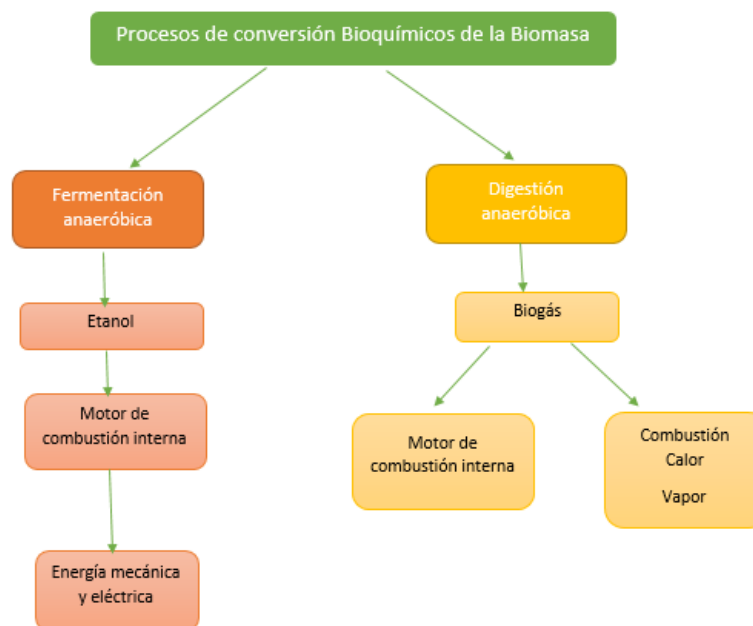 Procesos de conversión Bioquímicos de la Biomasa
Fermentación
anaeróbica
Digestión
anaeróbica
Etanol
Biogás
Motor de
combustión interna
Motor de
combustión interna
Combustión
Calor
Vapor
Energía mecánica
y eléctrica